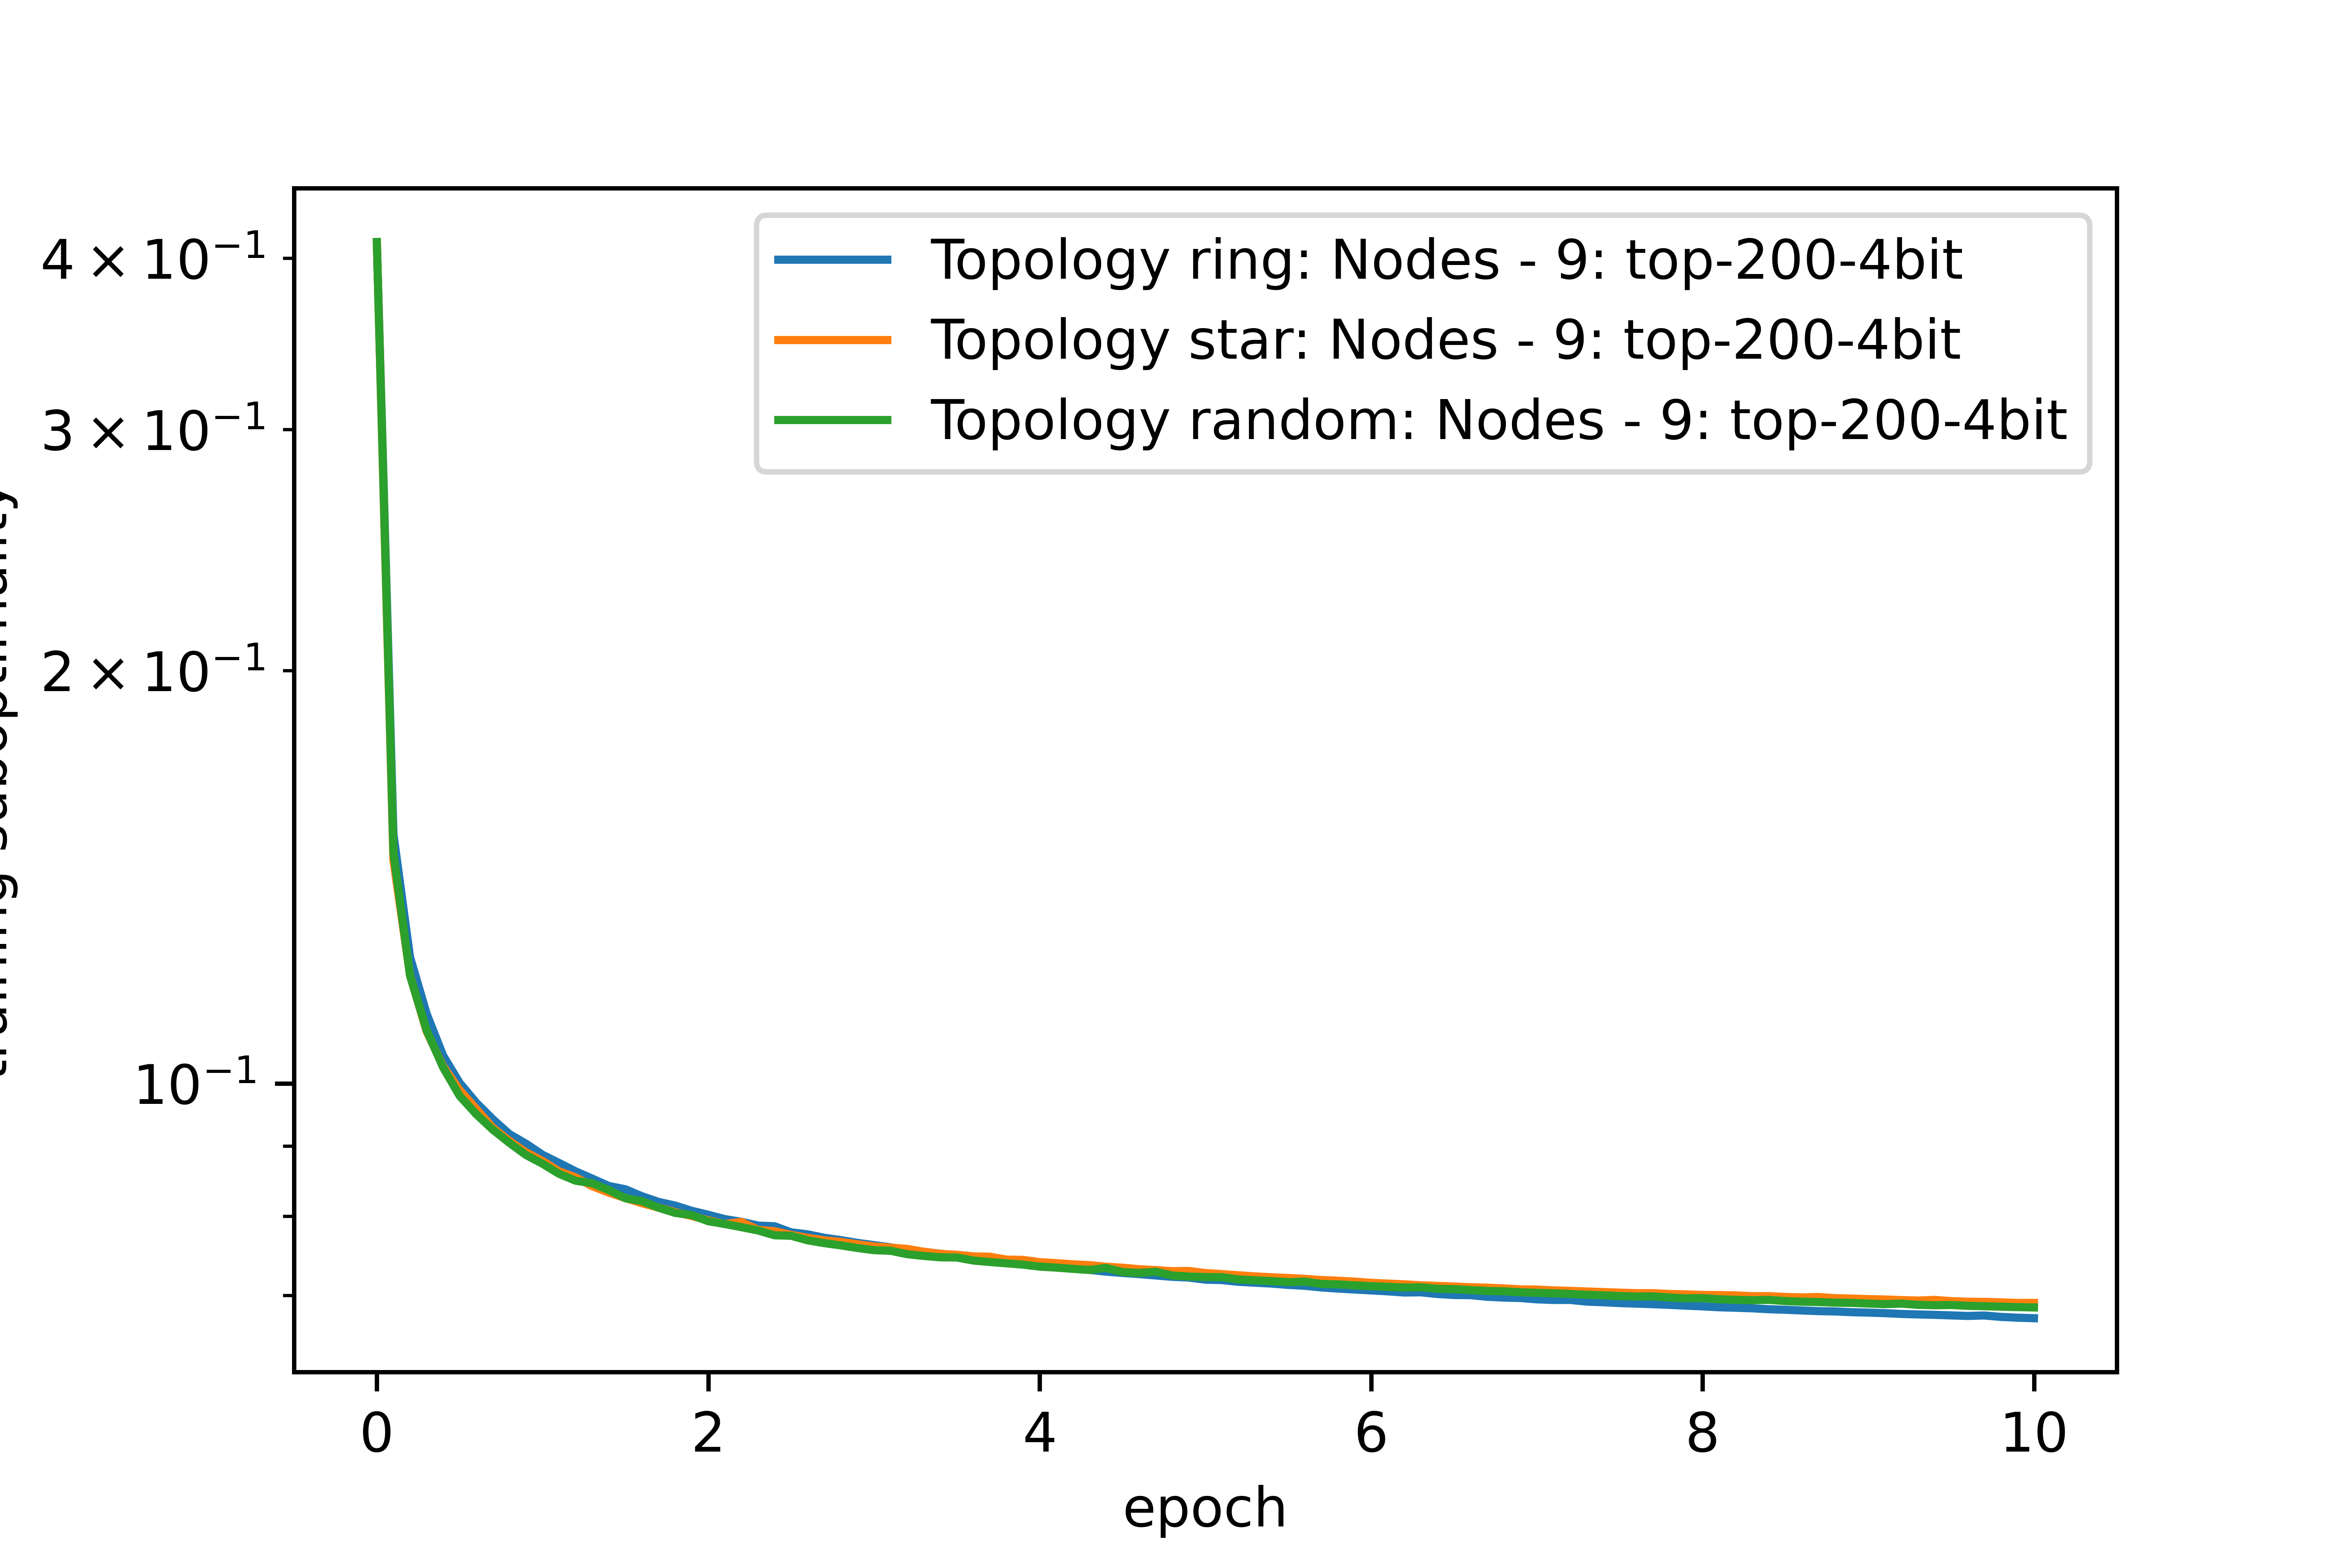 training suboptimality
4 × 10⁻¹
3 × 10⁻¹
2 × 10⁻¹
10⁻¹
Topology ring: Nodes - 9: top-200-4bit
Topology star: Nodes - 9: top-200-4bit
Topology random: Nodes - 9: top-200-4bit
0 2 4 6 8 10
epoch